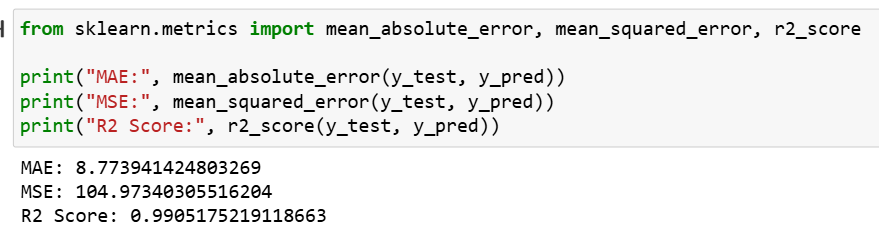 from sklearn.metrics import mean_absolute_error, mean_squared_error, r2_score
print("MAE:", mean_absolute_error(y_test, y_pred))
print("MSE:", mean_squared_error(y_test, y_pred))
print("R2 Score:", r2_score(y_test, y_pred))
MAE: 8.773941424803269
MSE: 104.97340305516204
R2 Score: 0.9905175219118663